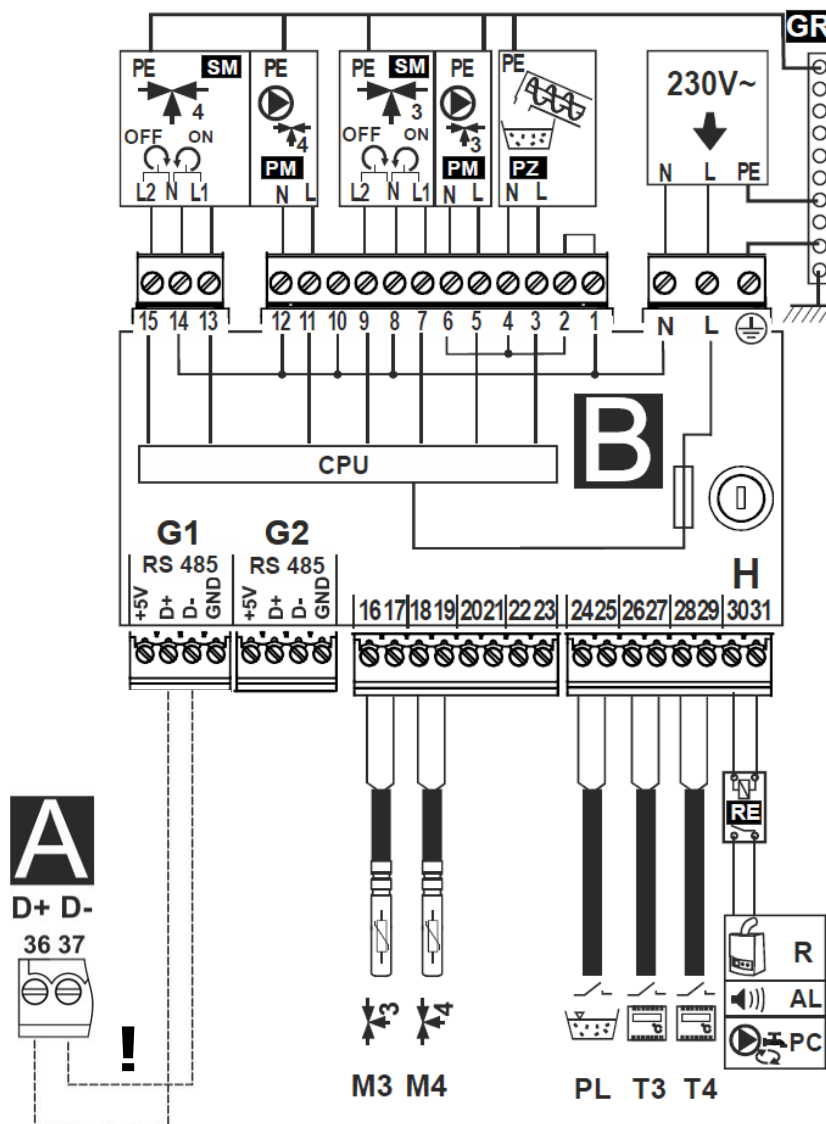 GR
PE SM PE PE SM PE PE
230V~
4 4 3 3
OFF ON OFF ON
PM PM PZ
N L PE
L2 N L1 N L L2 N L1 N L N L
15 14 13 12 11 10 9 8 7 6 5 4 3 2 1 N L
B
CPU
G1 G2
RS 485 RS 485
H
+5V D+ D- GND +5V D+ D- GND
16 17 18 19 20 21 22 23 24 25 26 27 28 29 30 31
RE
A
D+ D-
36 37
R
AL
PC
!
3 4
°C °C
M3 M4 PL T3 T4